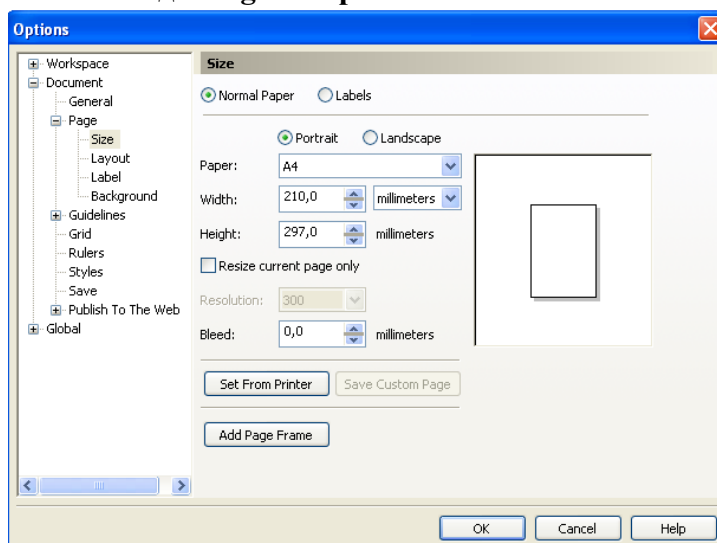 Options
Workspace
Document
General
Page
Size
Layout
Label
Background
Guidelines
Grid
Rulers
Styles
Save
Publish To The Web
Global
Size
Normal Paper Labels
Portrait Landscape
Paper: A4
Width: 210,0 millimeters
Height: 297,0 millimeters
Resize current page only
Resolution: 300
Bleed: 0,0 millimeters
Set From Printer Save Custom Page
Add Page Frame
OK Cancel Help